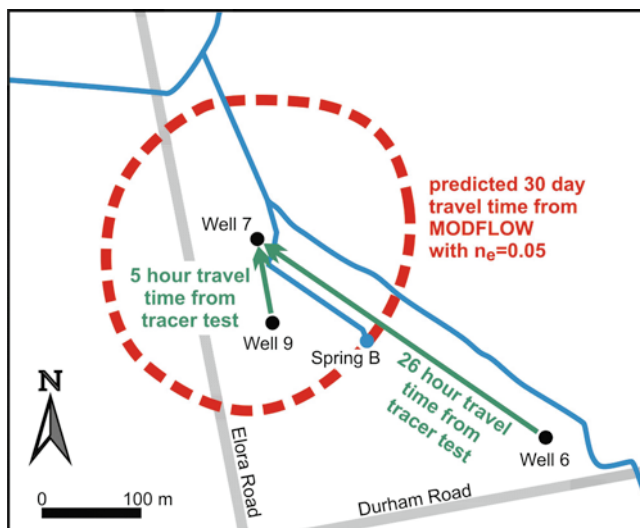 predicted 30 day
travel time from
MODFLOW
with nₑ=0.05
Well 7
5 hour travel
time from
tracer test
Well 9
Spring B
26 hour travel
time from
tracer test
Well 6
N
Elora Road
Durham Road
0
100 m